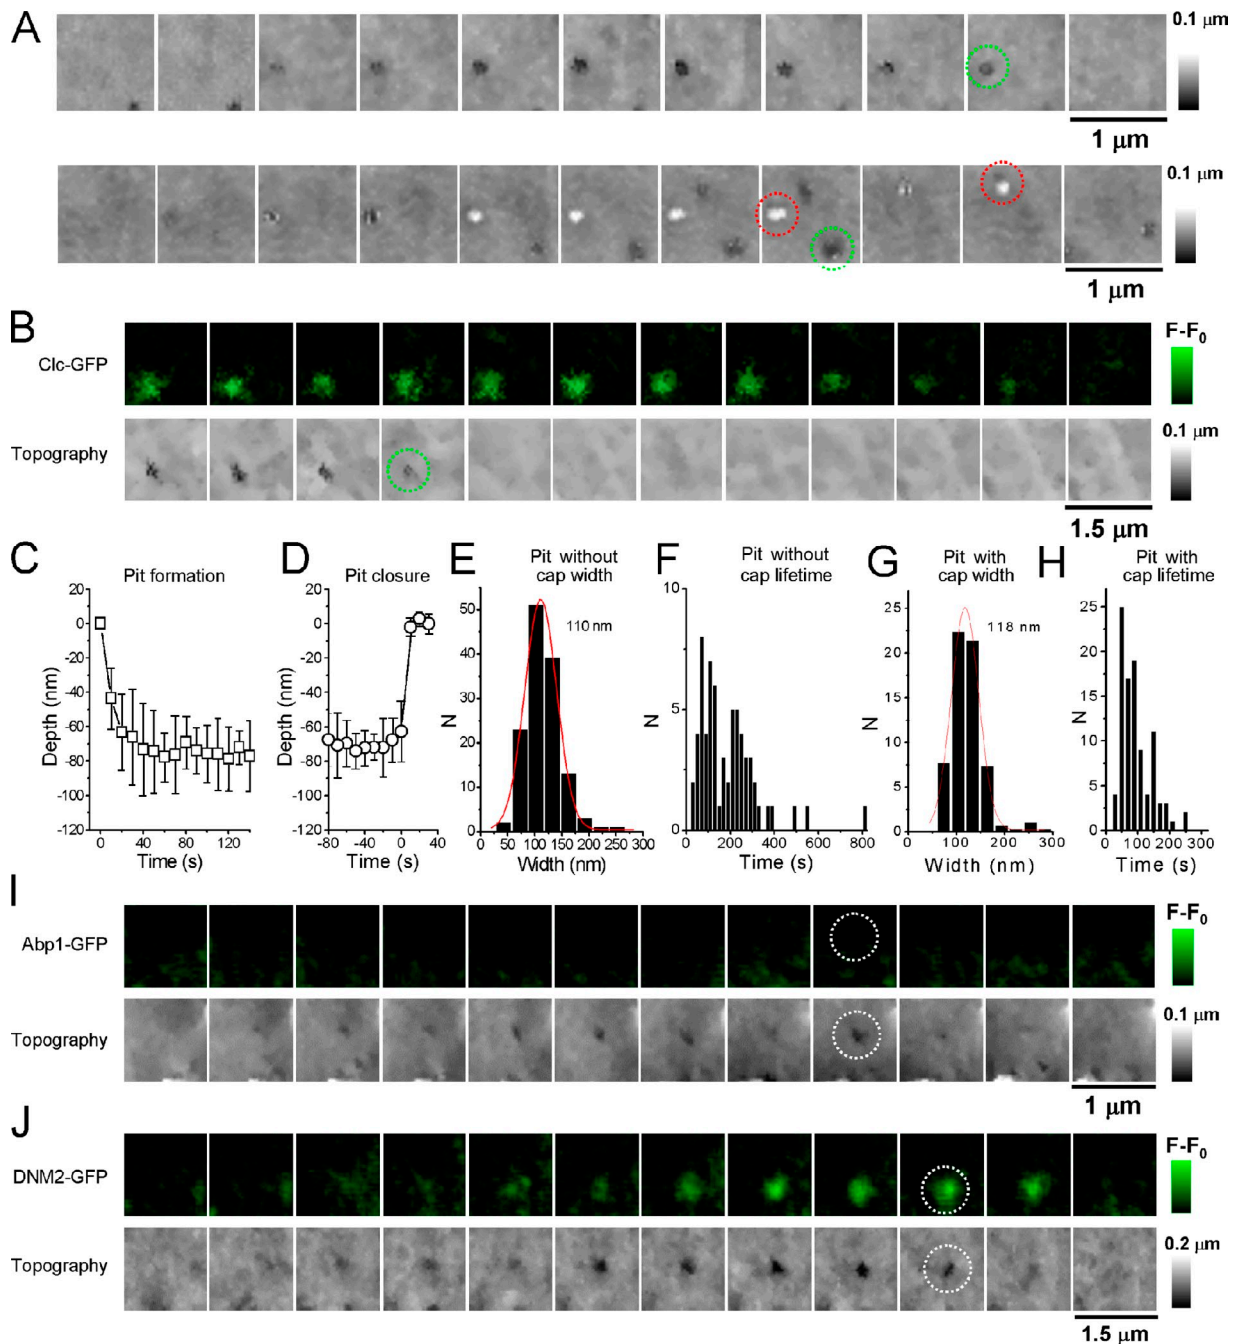 A
0.1 μm
1 μm
0.1 μm
1 μm
B
Clc-GFP
F-F0
Topography
0.1 μm
1.5 μm
C
Pit formation
20
0
-20
-40
-60
-80
-100
-120
Depth (nm)
0 40 80 120
Time (s)
D
Pit closure
20
0
-20
-40
-60
-80
-100
-120
Depth (nm)
-80 -40 0 40
Time (s)
E
Pit without
cap width
110 nm
50
40
30
20
10
0
N
0 50 100 150 200 250 300
Width (nm)
F
Pit without
cap lifetime
10
5
0
N
0 200 400 600 800
Time (s)
G
Pit with
cap width
118 nm
25
20
15
10
5
0
N
0 100 200 300
Width (nm)
H
Pit with
cap lifetime
25
20
15
10
5
0
0 100 200 300
Time (s)
I
Abp1-GFP
F-F0
Topography
0.1 μm
1 μm
J
DNM2-GFP
F-F0
Topography
0.2 μm
1.5 μm